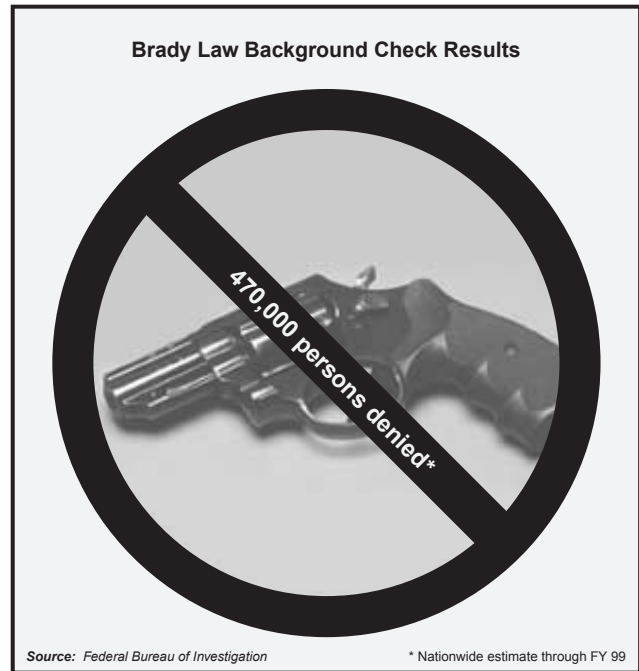 Brady Law Background Check Results
470,000 persons denied*
Source: Federal Bureau of Investigation
* Nationwide estimate through FY 99